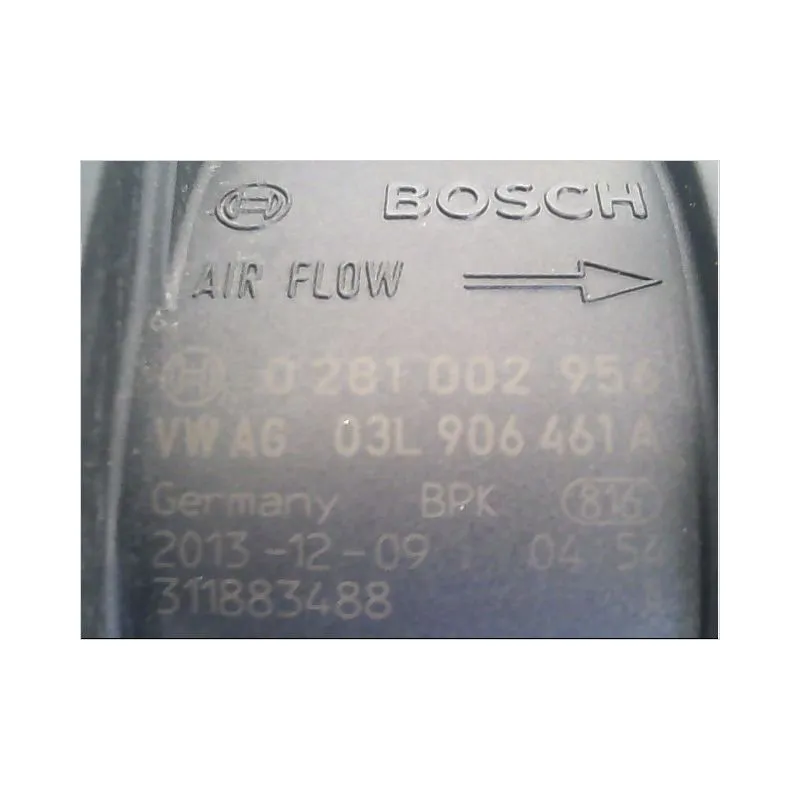 BOSCH
AIR FLOW
0 281 002 956
VW AG 03L 906 461 A
Germany BPK 816
2013-12-09 04 54
311883488